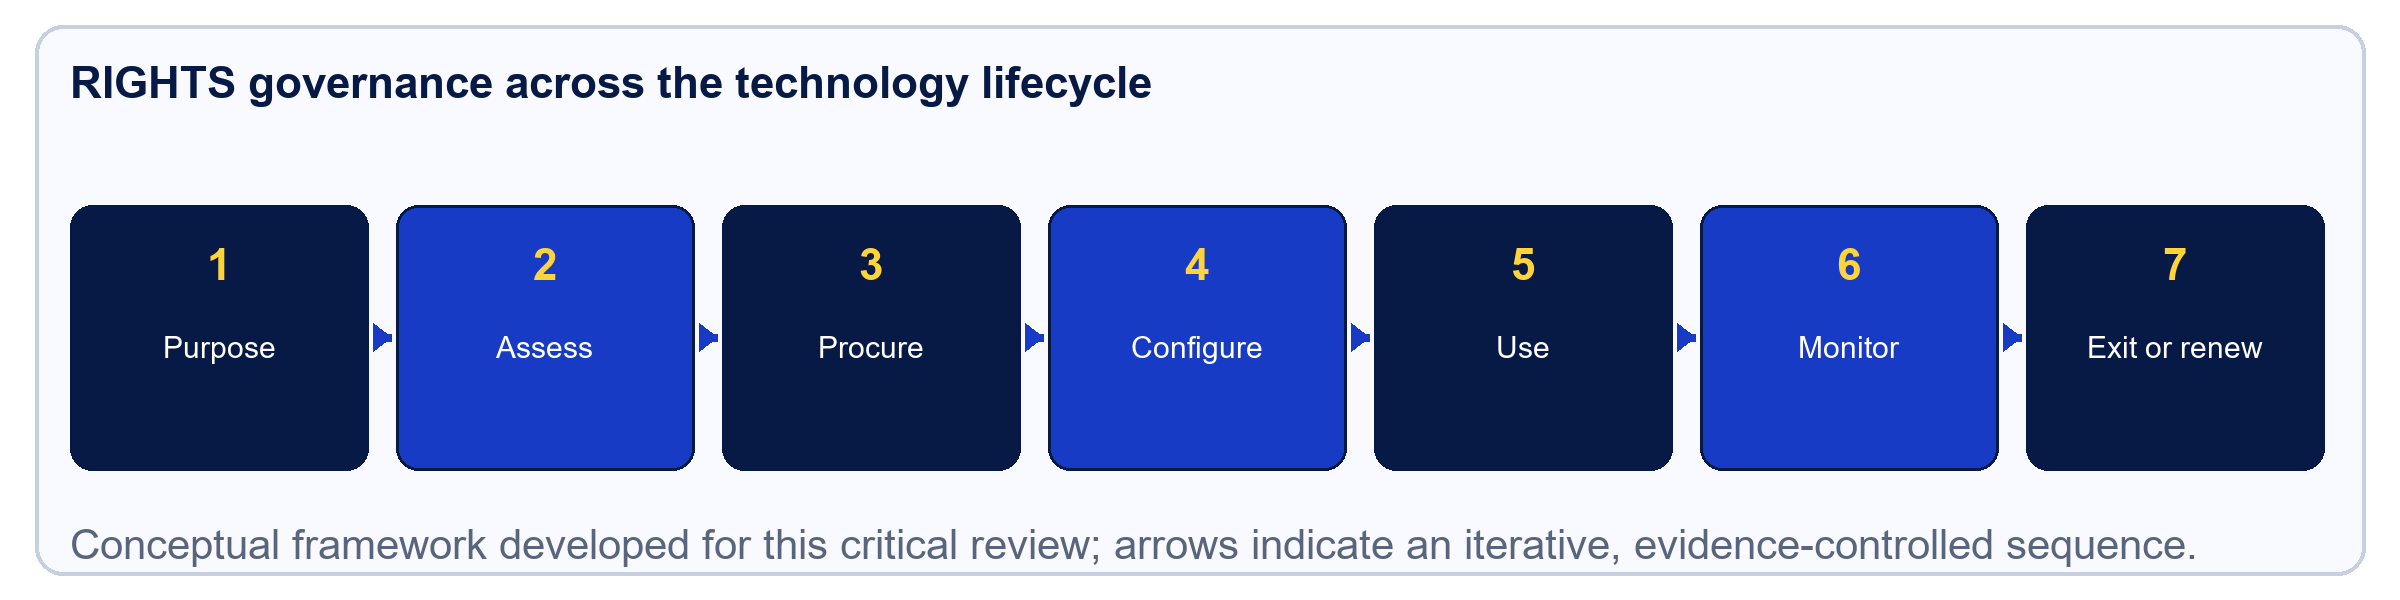 RIGHTS governance across the technology lifecycle
1
2
3
4
5
6
7
Purpose
Assess
Procure
Configure
Use
Monitor
Exit or renew
Conceptual framework developed for this critical review; arrows indicate an iterative, evidence-controlled sequence.